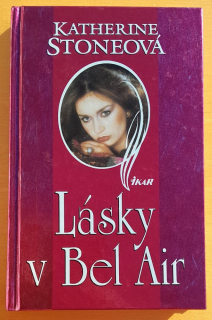 KATHERINE
STONEOVÁ
IKAR
Lásky
v Bel Air